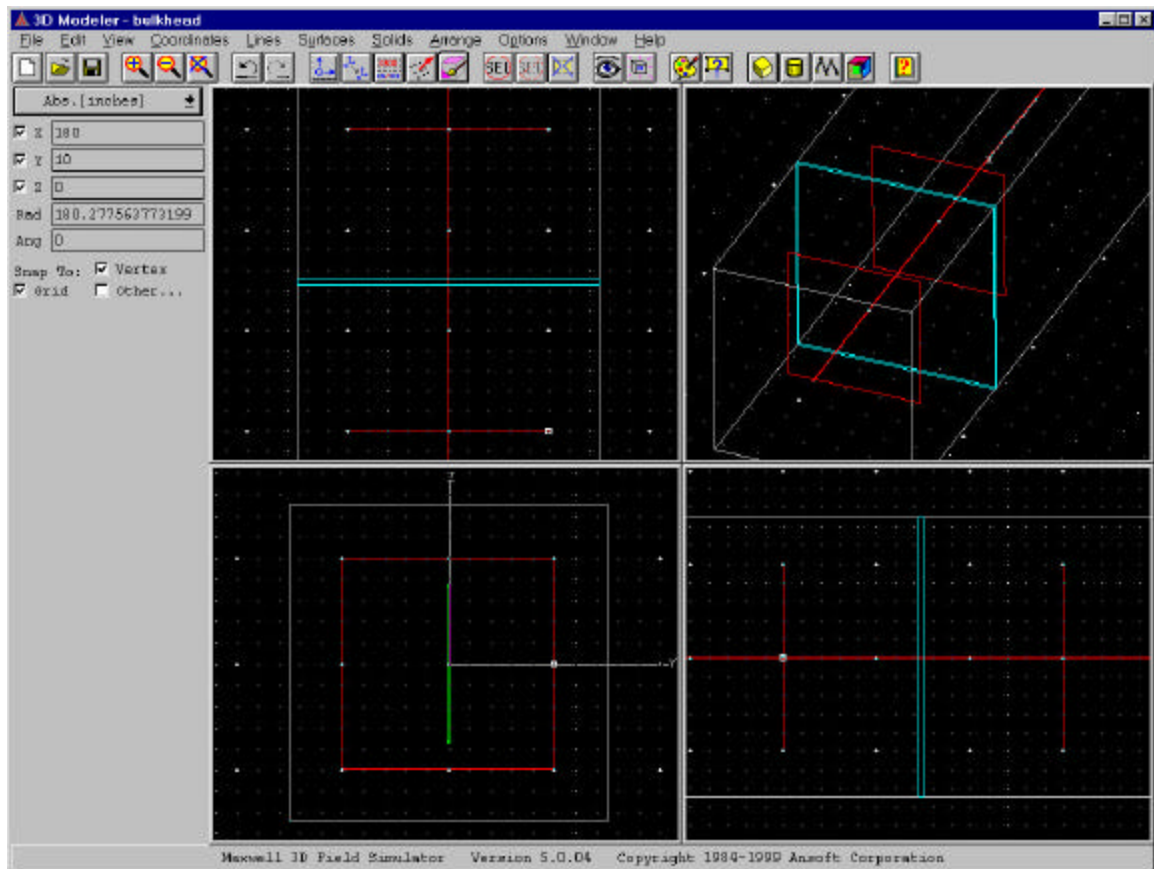 3D Modeler - bulkhead
File Edit View Coordinates Lines Surfaces Solids Arrange Options Window Help
SEL SEL
Abs.[inches]
X 180
Y 10
Z 0
Rad 180.277563773199
Ang 0
Snap To: Vertex
Grid Other...
Z
Y
Maxwell 3D Field Simulator Version 5.0.04 Copyright 1984-1999 Ansoft Corporation